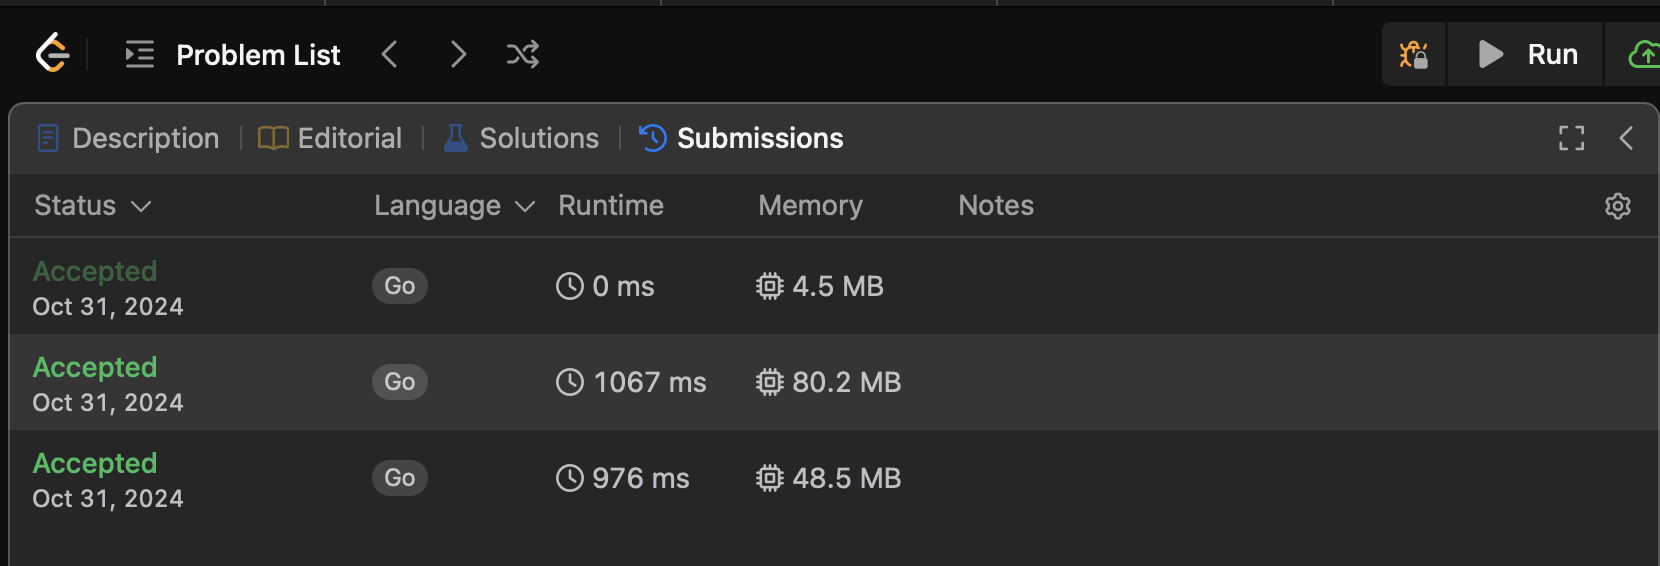 Problem List
Run
Description
Editorial
Solutions
Submissions
Status
Language
Runtime
Memory
Notes
Accepted
Oct 31, 2024
Go
0 ms
4.5 MB
Accepted
Oct 31, 2024
Go
1067 ms
80.2 MB
Accepted
Oct 31, 2024
Go
976 ms
48.5 MB